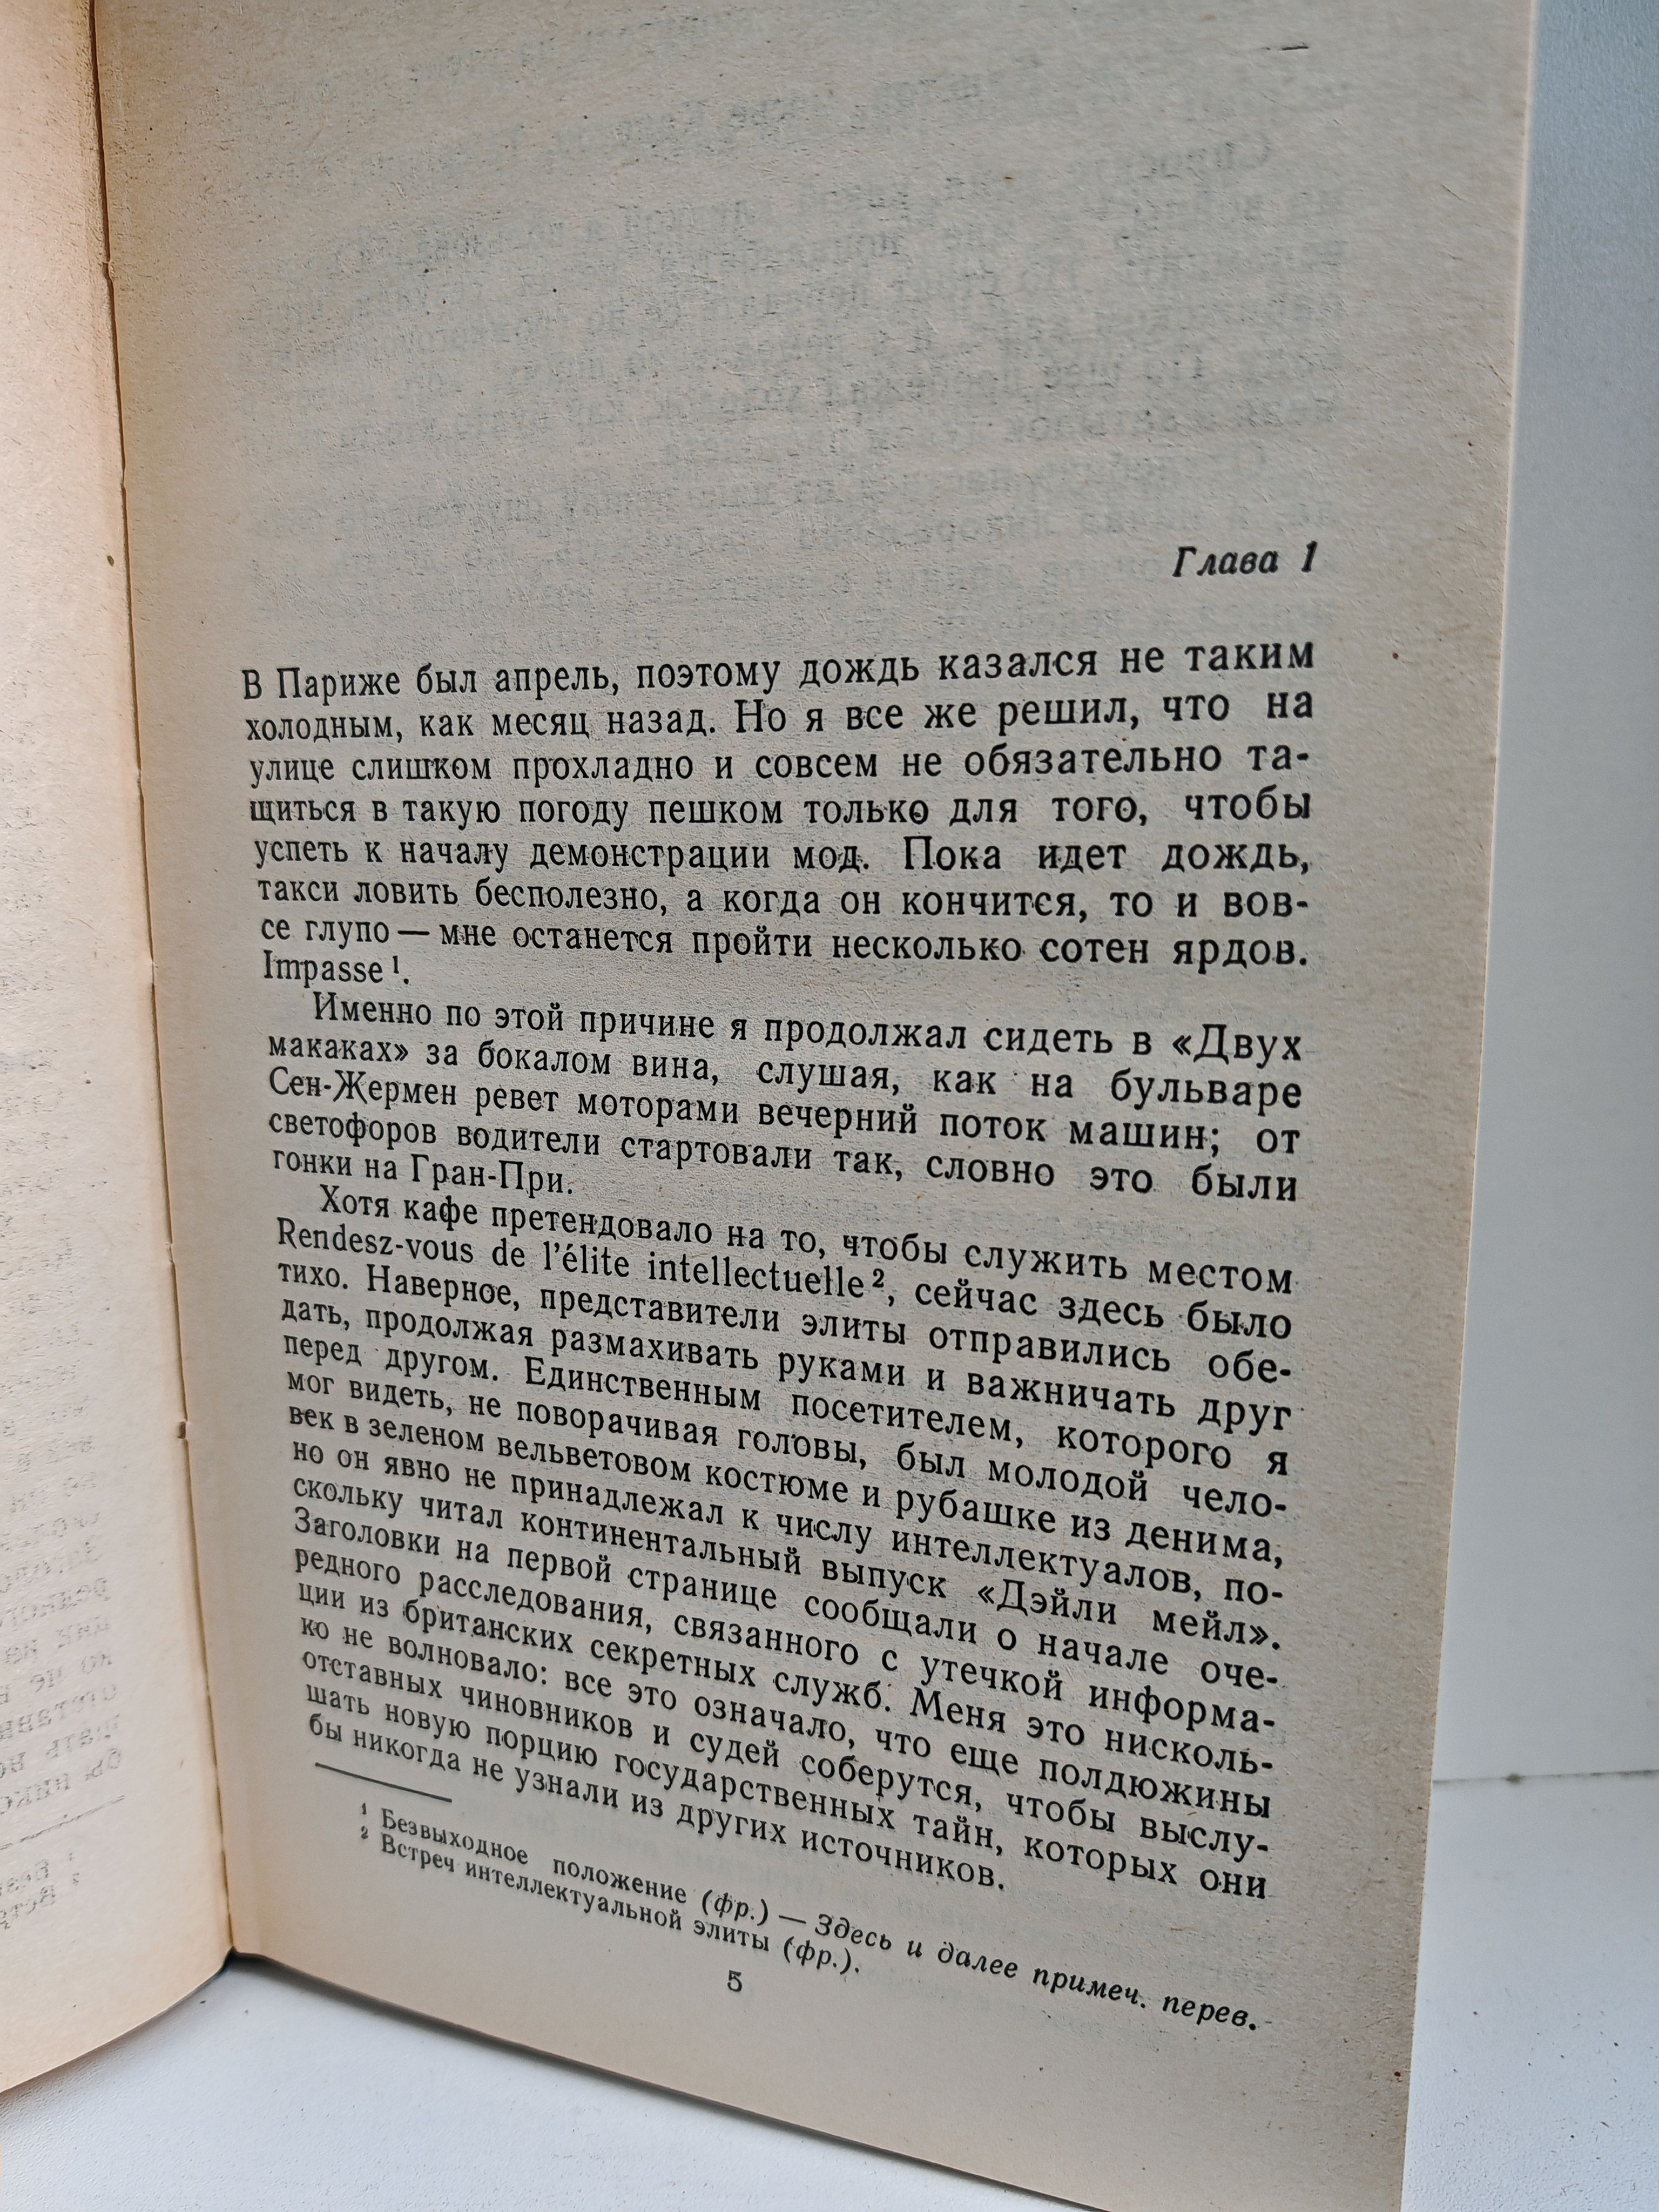 Глава 1
В Париже был апрель, поэтому дождь казался не таким
холодным, как месяц назад. Но я все же решил, что на
улице слишком прохладно и совсем не обязательно та-
щиться в такую погоду пешком только для того, чтобы
успеть к началу демонстрации мод. Пока идет дождь,
такси ловить бесполезно, а когда он кончится, то и вов-
се глупо — мне останется пройти несколько сотен ярдов.
Impasse¹.
Именно по этой причине я продолжал сидеть в «Двух
макаках» за бокалом вина, слушая, как на бульваре
Сен-Жермен ревет моторами вечерний поток машин; от
светофоров водители стартовали так, словно это были
гонки на Гран-При.
Хотя кафе претендовало на то, чтобы служить местом
Rendesz-vous de l'élite intellectuelle², сейчас здесь было
тихо. Наверное, представители элиты отправились обе-
дать, продолжая размахивать руками и важничать друг
перед другом. Единственным посетителем, которого я
мог видеть, не поворачивая головы, был молодой чело-
век в зеленом вельветовом костюме и рубашке из денима,
но он явно не принадлежал к числу интеллектуалов, по-
скольку читал континентальный выпуск «Дэйли мейл».
Заголовки на первой странице сообщали о начале оче-
редного расследования, связанного с утечкой информа-
ции из британских секретных служб. Меня это нисколь-
ко не волновало: все это означало, что еще полдюжины
отставных чиновников и судей соберутся, чтобы выслу-
шать новую порцию государственных тайн, которых они
бы никогда не узнали из других источников.
¹ Безвыходное положение (фр.) — Здесь и далее примеч. перев.
² Встреч интеллектуальной элиты (фр.).
5